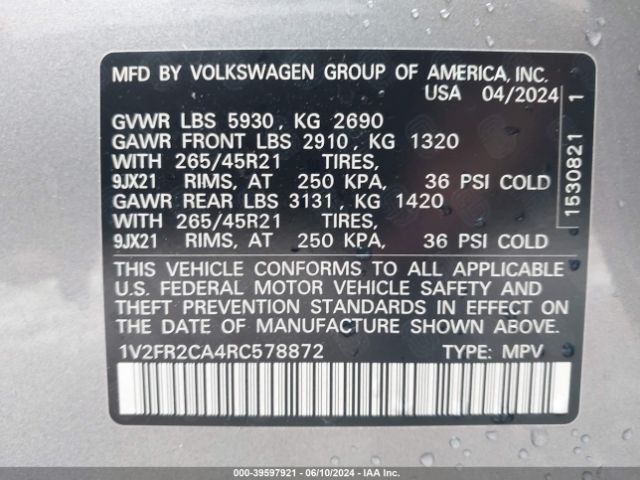 MFD BY VOLKSWAGEN GROUP OF AMERICA, INC.
USA 04/2024
GVWR LBS 5930, KG 2690
GAWR FRONT LBS 2910, KG 1320
WITH 265/45R21 TIRES,
9JX21 RIMS, AT 250 KPA, 36 PSI COLD
GAWR REAR LBS 3131, KG 1420
WITH 265/45R21 TIRES,
9JX21 RIMS, AT 250 KPA, 36 PSI COLD
THIS VEHICLE CONFORMS TO ALL APPLICABLE
U.S. FEDERAL MOTOR VEHICLE SAFETY AND
THEFT PREVENTION STANDARDS IN EFFECT ON
THE DATE OF MANUFACTURE SHOWN ABOVE.
1V2FR2CA4RC578872 TYPE: MPV
1530821 1
000-39597921 - 06/10/2024 - IAA Inc.